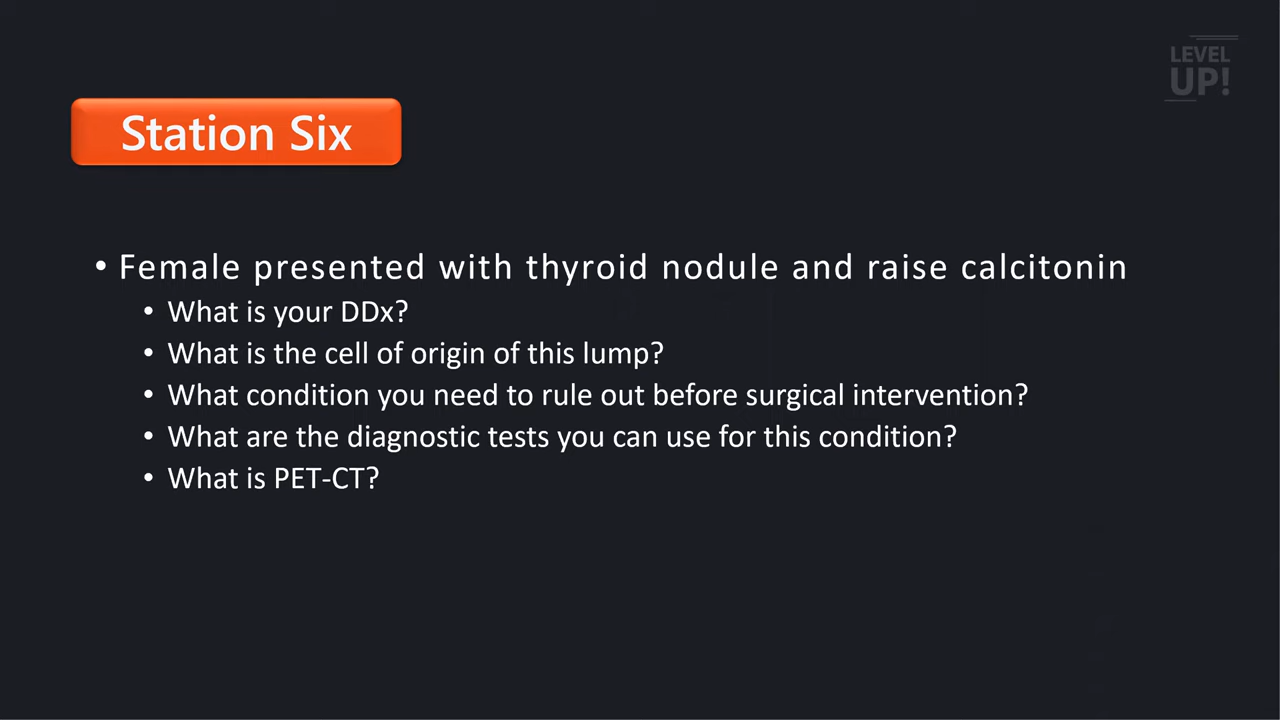 LEVEL
UP!
Station Six
• Female presented with thyroid nodule and raise calcitonin
• What is your DDx?
• What is the cell of origin of this lump?
• What condition you need to rule out before surgical intervention?
• What are the diagnostic tests you can use for this condition?
• What is PET-CT?